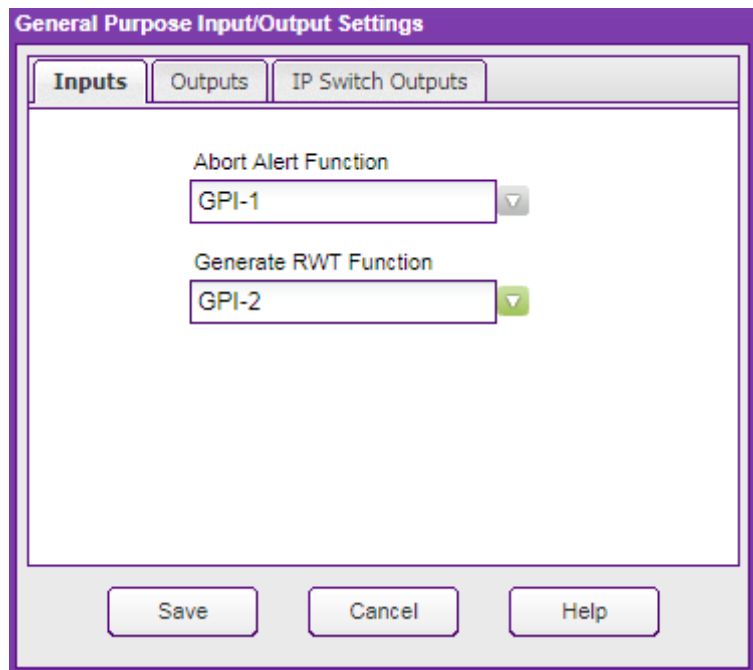 General Purpose Input/Output Settings
Inputs Outputs IP Switch Outputs
Abort Alert Function
GPI-1
Generate RWT Function
GPI-2
Save Cancel Help